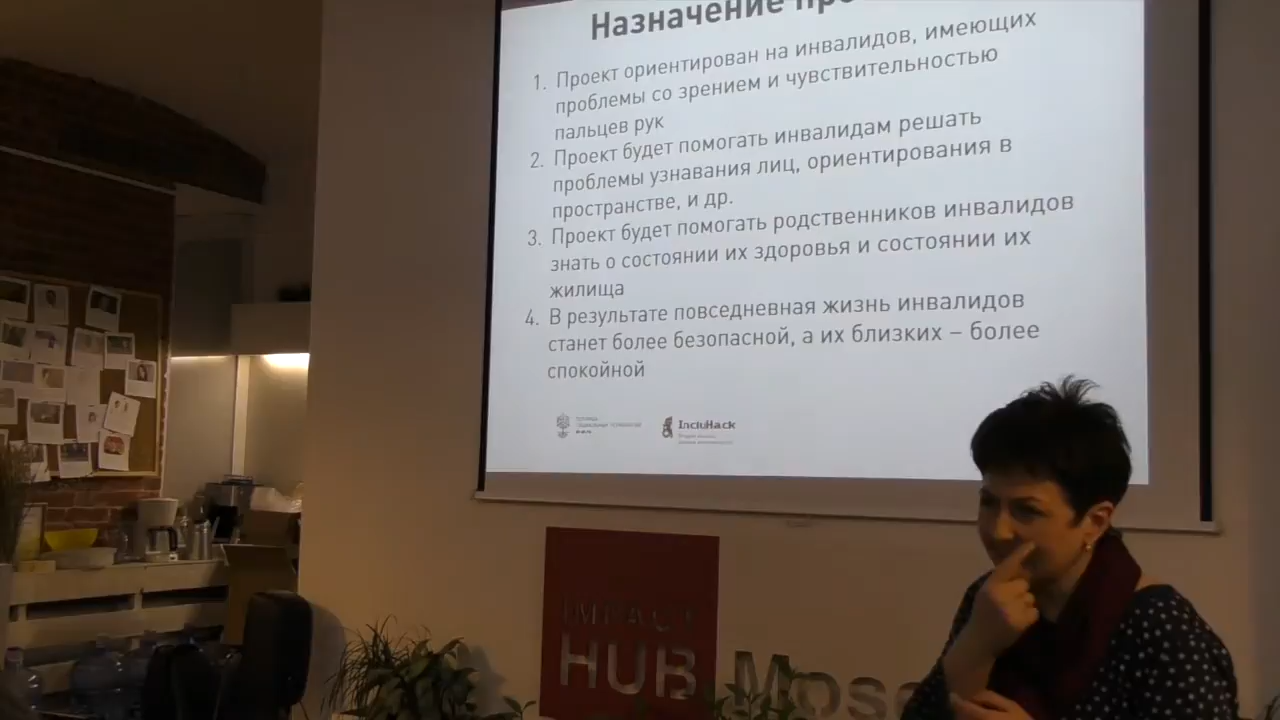 Назначение
1. Проект ориентирован на инвалидов, имеющих
проблемы со зрением и чувствительностью
пальцев рук
2. Проект будет помогать инвалидам решать
проблемы узнавания лиц, ориентирования в
пространстве, и др.
3. Проект будет помогать родственников инвалидов
знать о состоянии их здоровья и состоянии их
жилища
4. В результате повседневная жизнь инвалидов
станет более безопасной, а их близких – более
спокойной
IncluHack
IMPACT
HUB